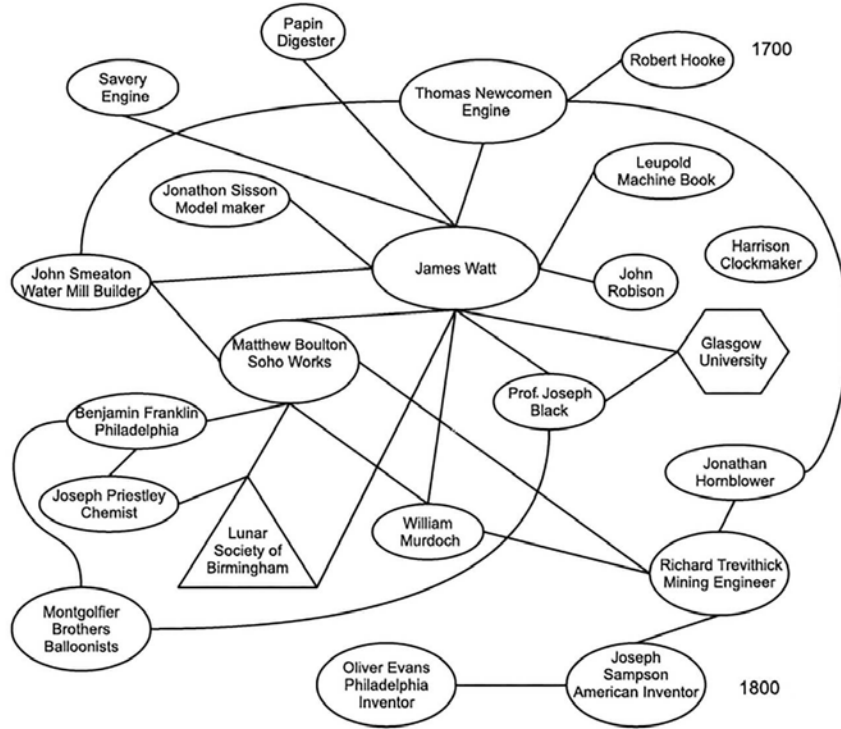 Papin
Digester
Robert Hooke
1700
Savery
Engine
Thomas Newcomen
Engine
Leupold
Machine Book
Jonathon Sisson
Model maker
Harrison
Clockmaker
James Watt
John
Robison
John Smeaton
Water Mill Builder
Glasgow
University
Matthew Boulton
Soho Works
Prof. Joseph
Black
Benjamin Franklin
Philadelphia
Jonathan
Hornblower
Joseph Priestley
Chemist
William
Murdoch
Lunar
Society of
Birmingham
Richard Trevithick
Mining Engineer
Montgolfier
Brothers
Balloonists
Oliver Evans
Philadelphia
Inventor
Joseph
Sampson
American Inventor
1800